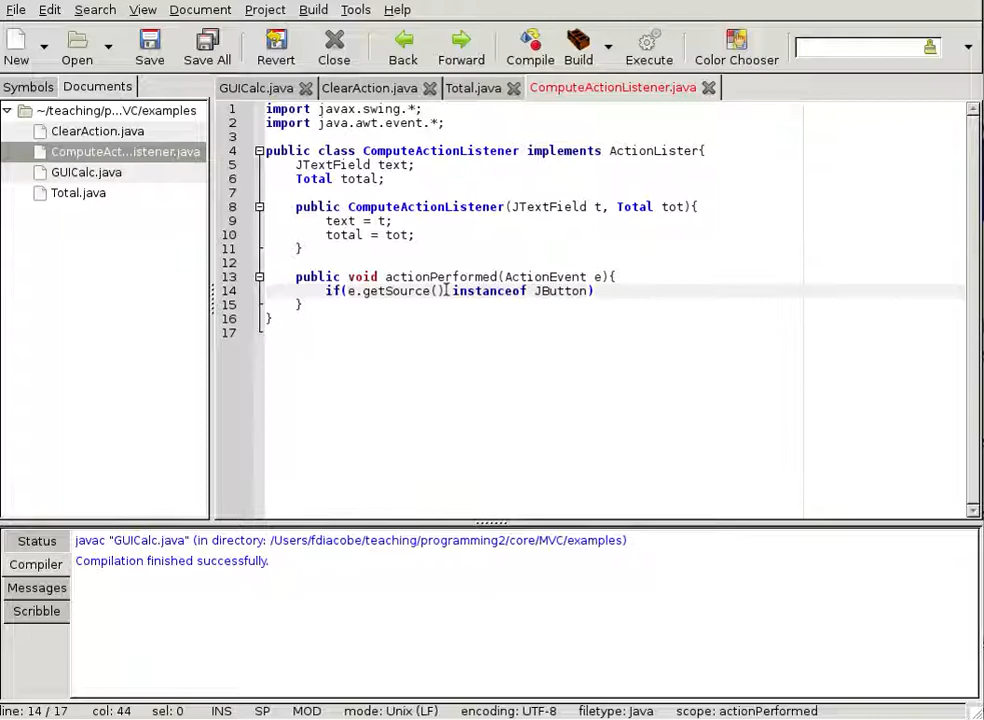 File Edit Search View Document Project Build Tools Help
New Open Save Save All Revert Close Back Forward Compile Build Execute Color Chooser
Symbols Documents
GUICalc.java ClearAction.java Total.java ComputeActionListener.java
~/teaching/p...VC/examples
ClearAction.java
ComputeAct...istener.java
GUICalc.java
Total.java
1 import javax.swing.*;
2 import java.awt.event.*;
3
4 public class ComputeActionListener implements ActionLister{
5 JTextField text;
6 Total total;
7
8 public ComputeActionListener(JTextField t, Total tot){
9 text = t;
10 total = tot;
11 }
12
13 public void actionPerformed(ActionEvent e){
14 if(e.getSource() instanceof JButton)
15 }
16 }
17
Status
Compiler
Messages
Scribble
javac "GUICalc.java" (in directory: /Users/fdiacobe/teaching/programming2/core/MVC/examples)
Compilation finished successfully.
line: 14 / 17 col: 44 sel: 0 INS SP MOD mode: Unix (LF) encoding: UTF-8 filetype: Java scope: actionPerformed